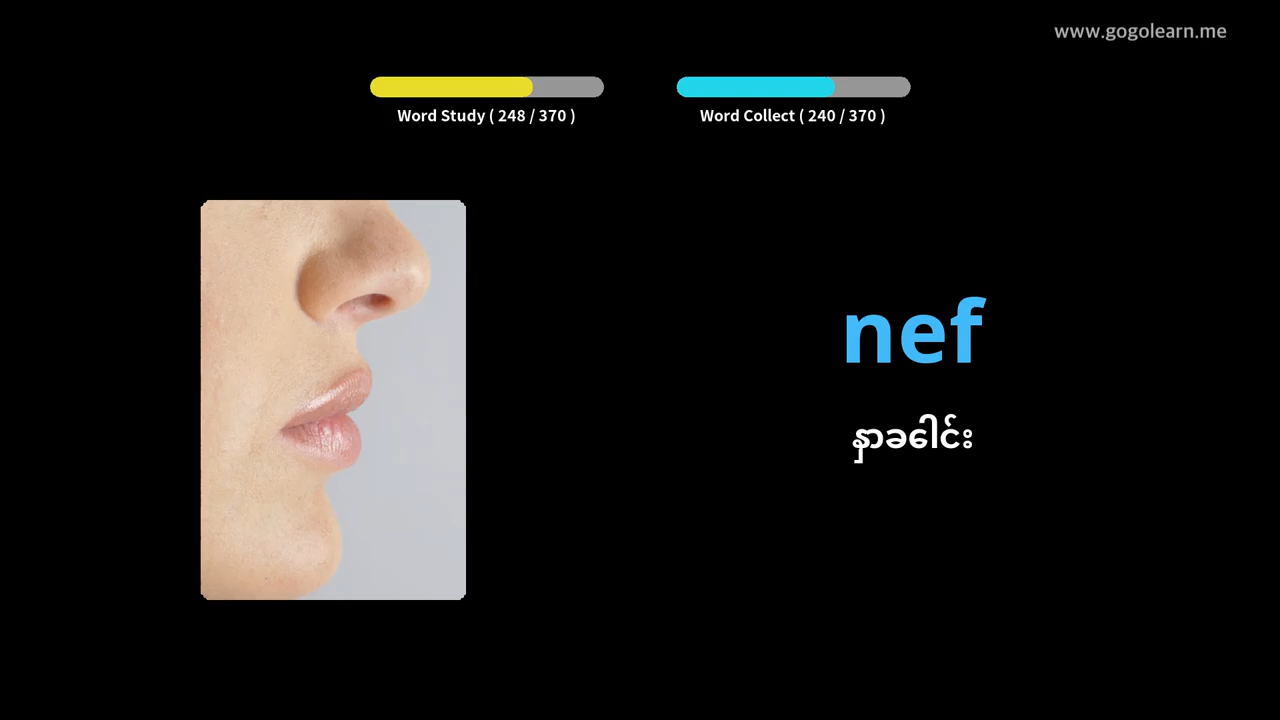 www.gogolearn.me
Word Study ( 248 / 370 )
Word Collect ( 240 / 370 )
nef
နှာခေါင်း